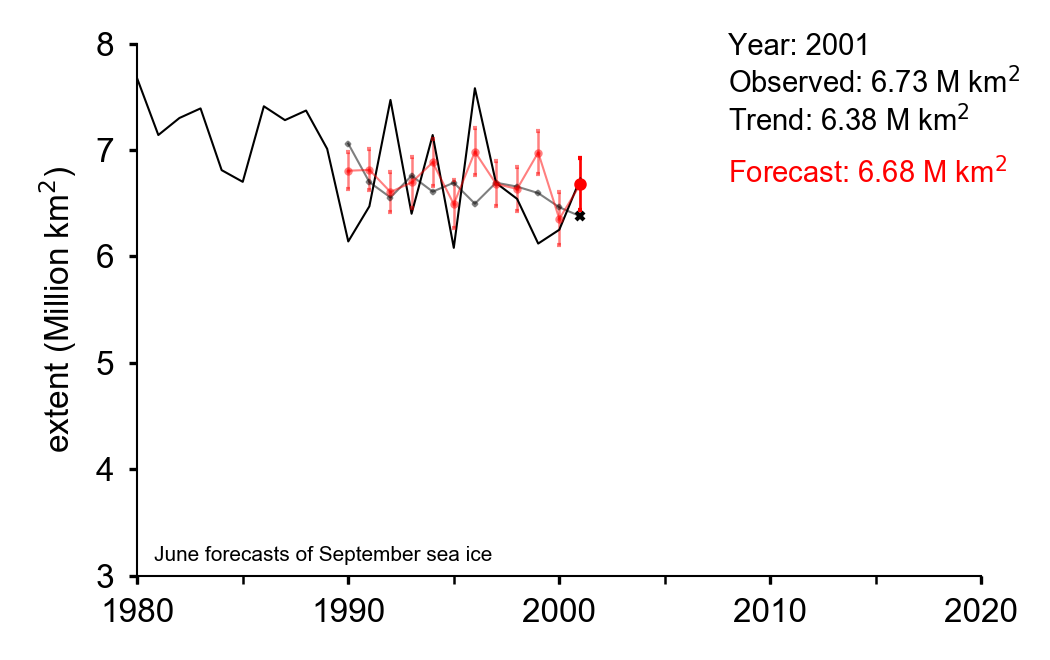 Year: 2001
Observed: 6.73 M km²
Trend: 6.38 M km²
Forecast: 6.68 M km²
extent (Million km²)
8
7
6
5
4
3
June forecasts of September sea ice
1980 1990 2000 2010 2020